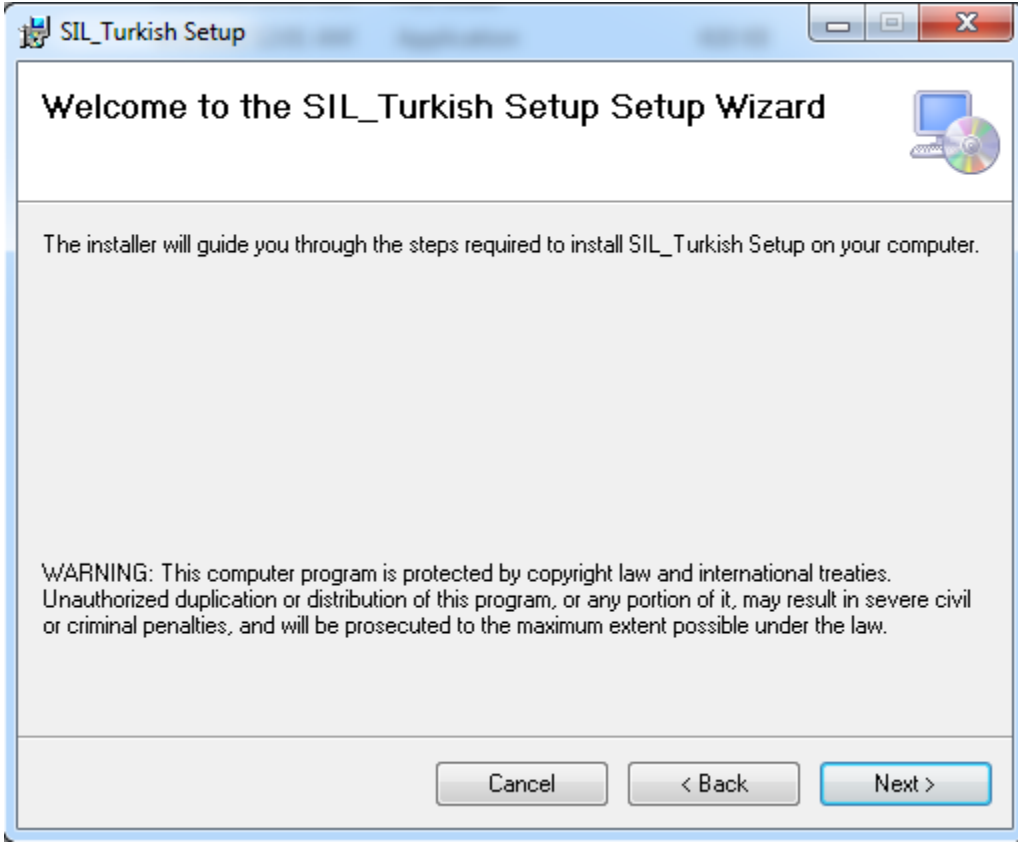 SIL_Turkish Setup
Welcome to the SIL_Turkish Setup Setup Wizard
The installer will guide you through the steps required to install SIL_Turkish Setup on your computer.
WARNING: This computer program is protected by copyright law and international treaties.
Unauthorized duplication or distribution of this program, or any portion of it, may result in severe civil
or criminal penalties, and will be prosecuted to the maximum extent possible under the law.
Cancel
< Back
Next >